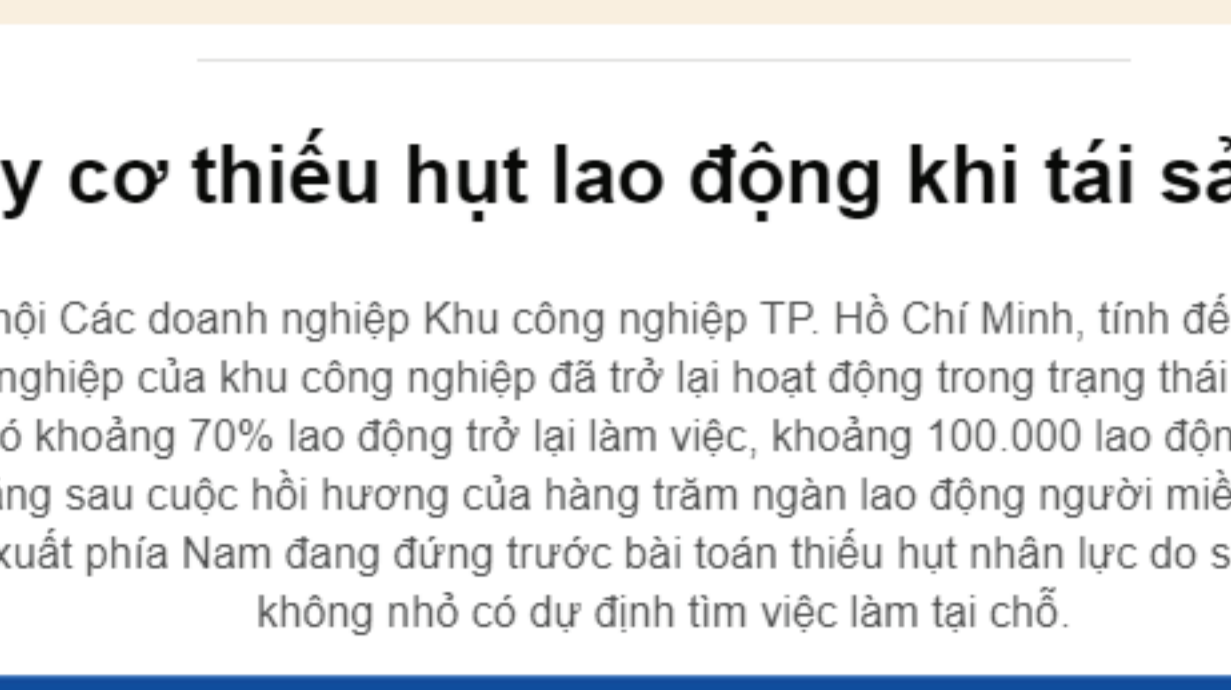 y cơ thiếu hụt lao động khi tái sả
hội Các doanh nghiệp Khu công nghiệp TP. Hồ Chí Minh, tính đế
nghiệp của khu công nghiệp đã trở lại hoạt động trong trạng thái
ó khoảng 70% lao động trở lại làm việc, khoảng 100.000 lao độn
ng sau cuộc hồi hương của hàng trăm ngàn lao động người miề
xuất phía Nam đang đứng trước bài toán thiếu hụt nhân lực do s
không nhỏ có dự định tìm việc làm tại chỗ.